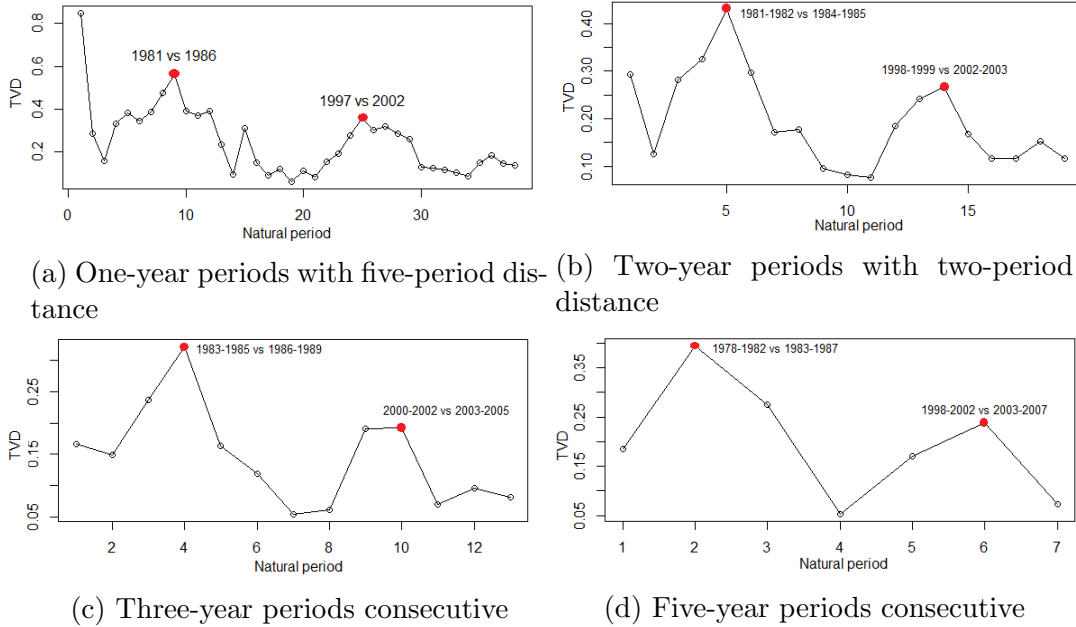 TVD
0.2 0.4 0.6 0.8
1981 vs 1986
1997 vs 2002
0 10 20 30
Natural period
(a) One-year periods with five-period dis-
tance
TVD
0.10 0.20 0.30 0.40
1981-1982 vs 1984-1985
1998-1999 vs 2002-2003
5 10 15
Natural period
(b) Two-year periods with two-period
distance
TVD
0.05 0.15 0.25
1983-1985 vs 1986-1989
2000-2002 vs 2003-2005
2 4 6 8 10 12
Natural period
(c) Three-year periods consecutive
TVD
0.05 0.15 0.25 0.35
1978-1982 vs 1983-1987
1998-2002 vs 2003-2007
1 2 3 4 5 6 7
Natural period
(d) Five-year periods consecutive